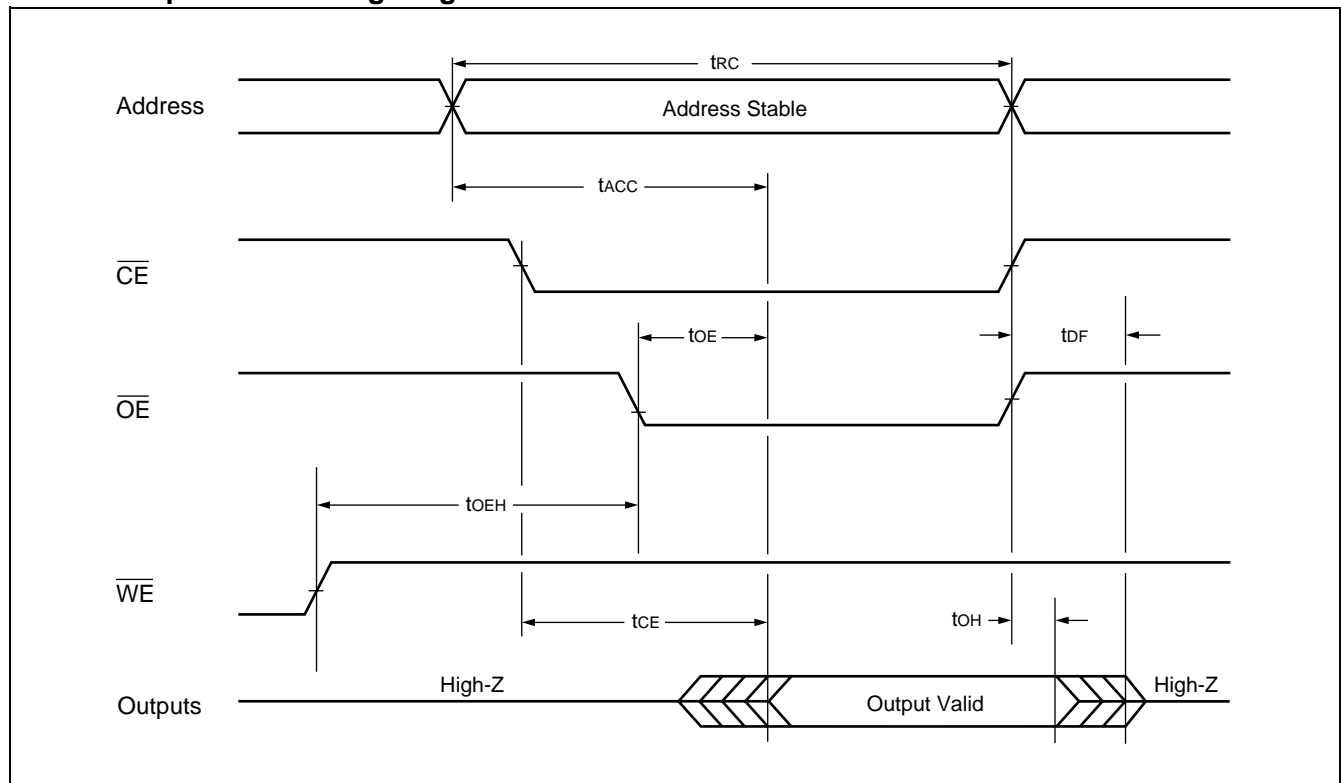 tRC
Address
Address Stable
tACC
CE
tOE
tDF
OE
tOEH
WE
tCE
tOH
High-Z
High-Z
Outputs
Output Valid